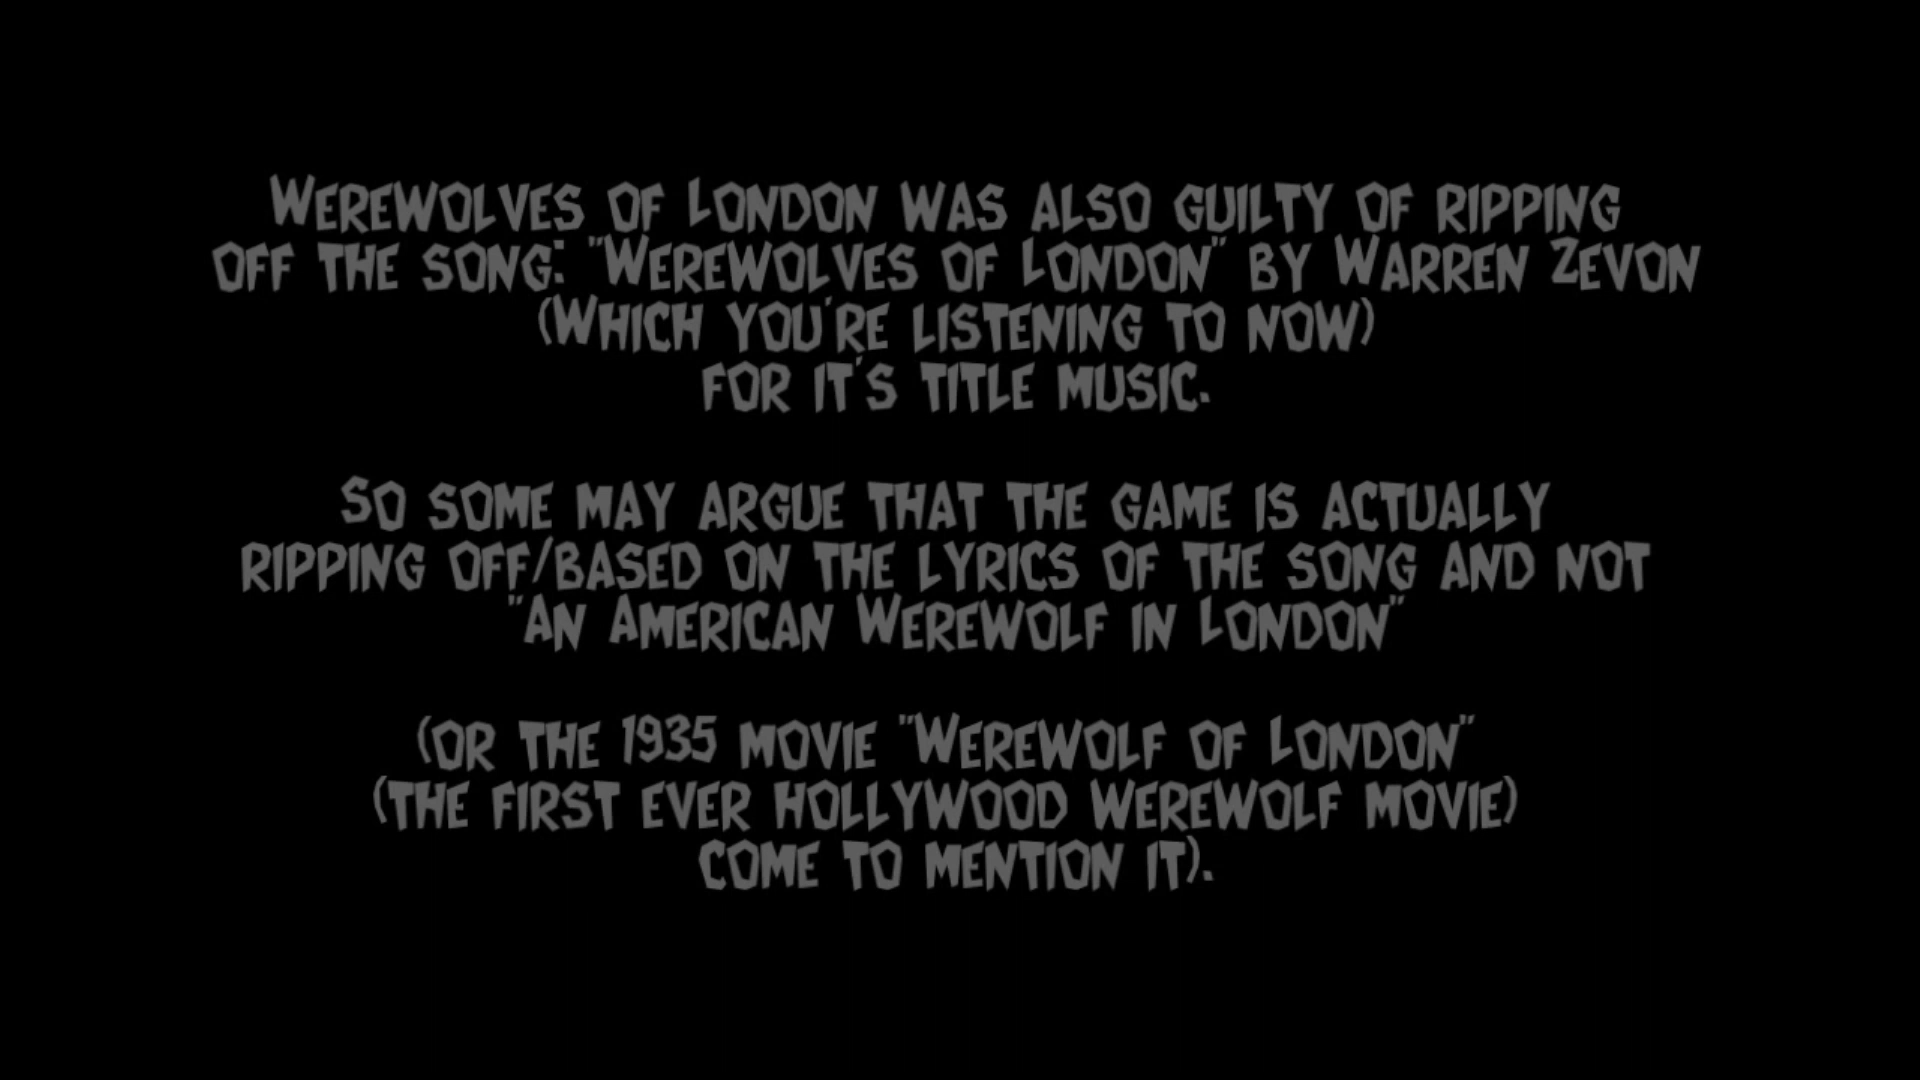 Werewolves of London was also guilty of ripping
off the song: "Werewolves of London" by Warren Zevon
(Which you're listening to now)
for it's title music.
So some may argue that the game is actually
ripping off/based on the lyrics of the song and not
"An American Werewolf in London"
(or the 1935 movie "Werewolf of London"
(the first ever Hollywood werewolf movie)
come to mention it).